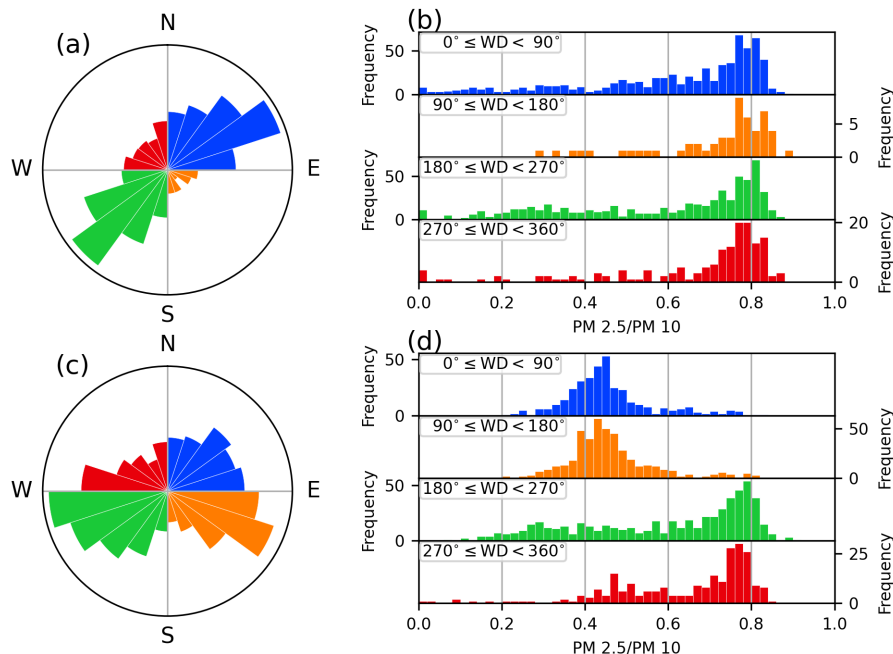 (a)
N
W
E
S
(b)
Frequency
50
0
0° ≤ WD < 90°
90° ≤ WD < 180°
5
0
Frequency
Frequency
50
0
180° ≤ WD < 270°
270° ≤ WD < 360°
20
0
Frequency
0.0 0.2 0.4 0.6 0.8 1.0
PM 2.5/PM 10
(c)
N
W
E
S
(d)
Frequency
50
0
0° ≤ WD < 90°
90° ≤ WD < 180°
50
0
Frequency
Frequency
50
0
180° ≤ WD < 270°
270° ≤ WD < 360°
25
0
Frequency
0.0 0.2 0.4 0.6 0.8 1.0
PM 2.5/PM 10